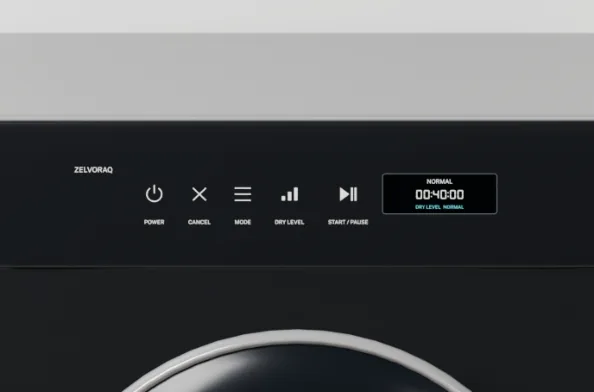 ZELVORAQ
POWER
CANCEL
MODE
DRY LEVEL
START / PAUSE
NORMAL
00:40:00
DRY LEVEL NORMAL